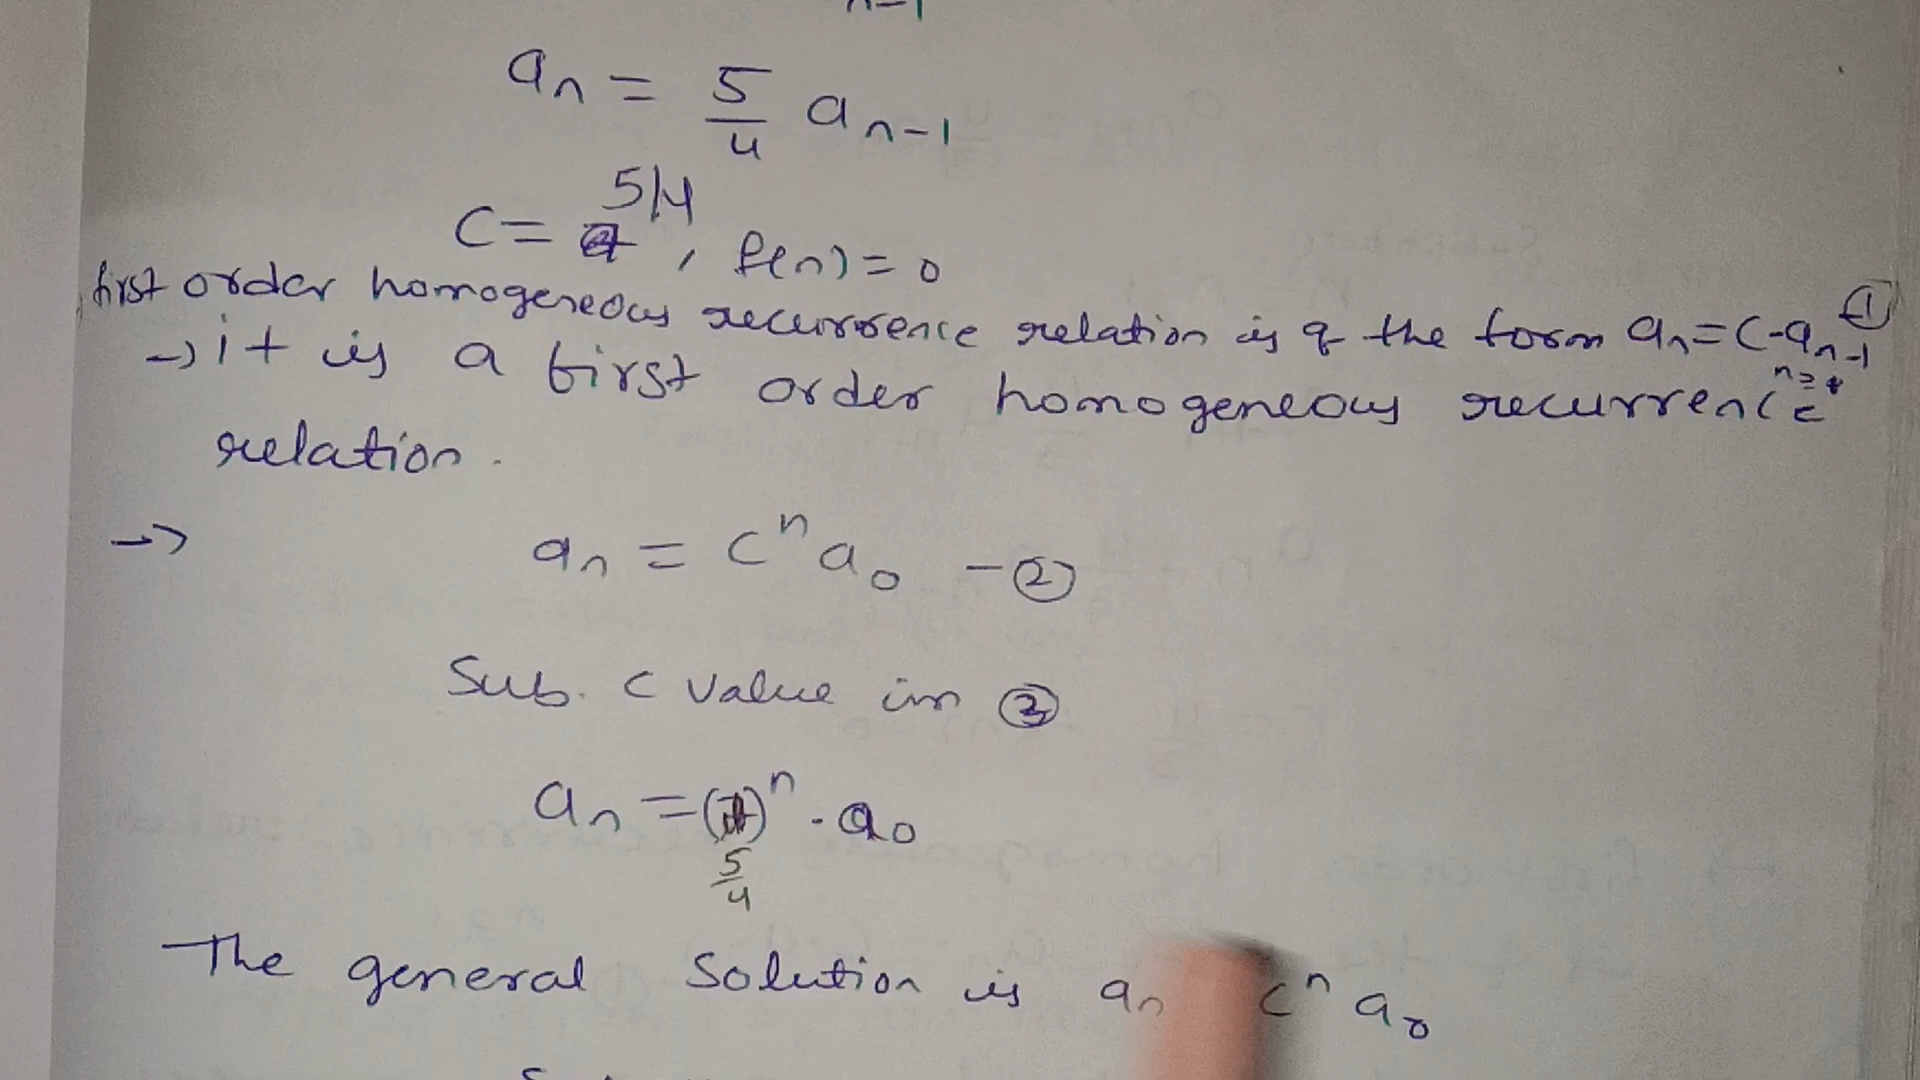 n-1
aₙ = 5/4 aₙ₋₁
C = 5/4, f(n) = 0
first order homogeneous recurrence relation is of the form aₙ = C·aₙ₋₁ ①
→ it is a first order homogeneous recurrence n≥
relation.
→ aₙ = cⁿ a₀ - ②
Sub. C value in ②
aₙ = (5/4)ⁿ · a₀
The general solution is aₙ cⁿ a₀